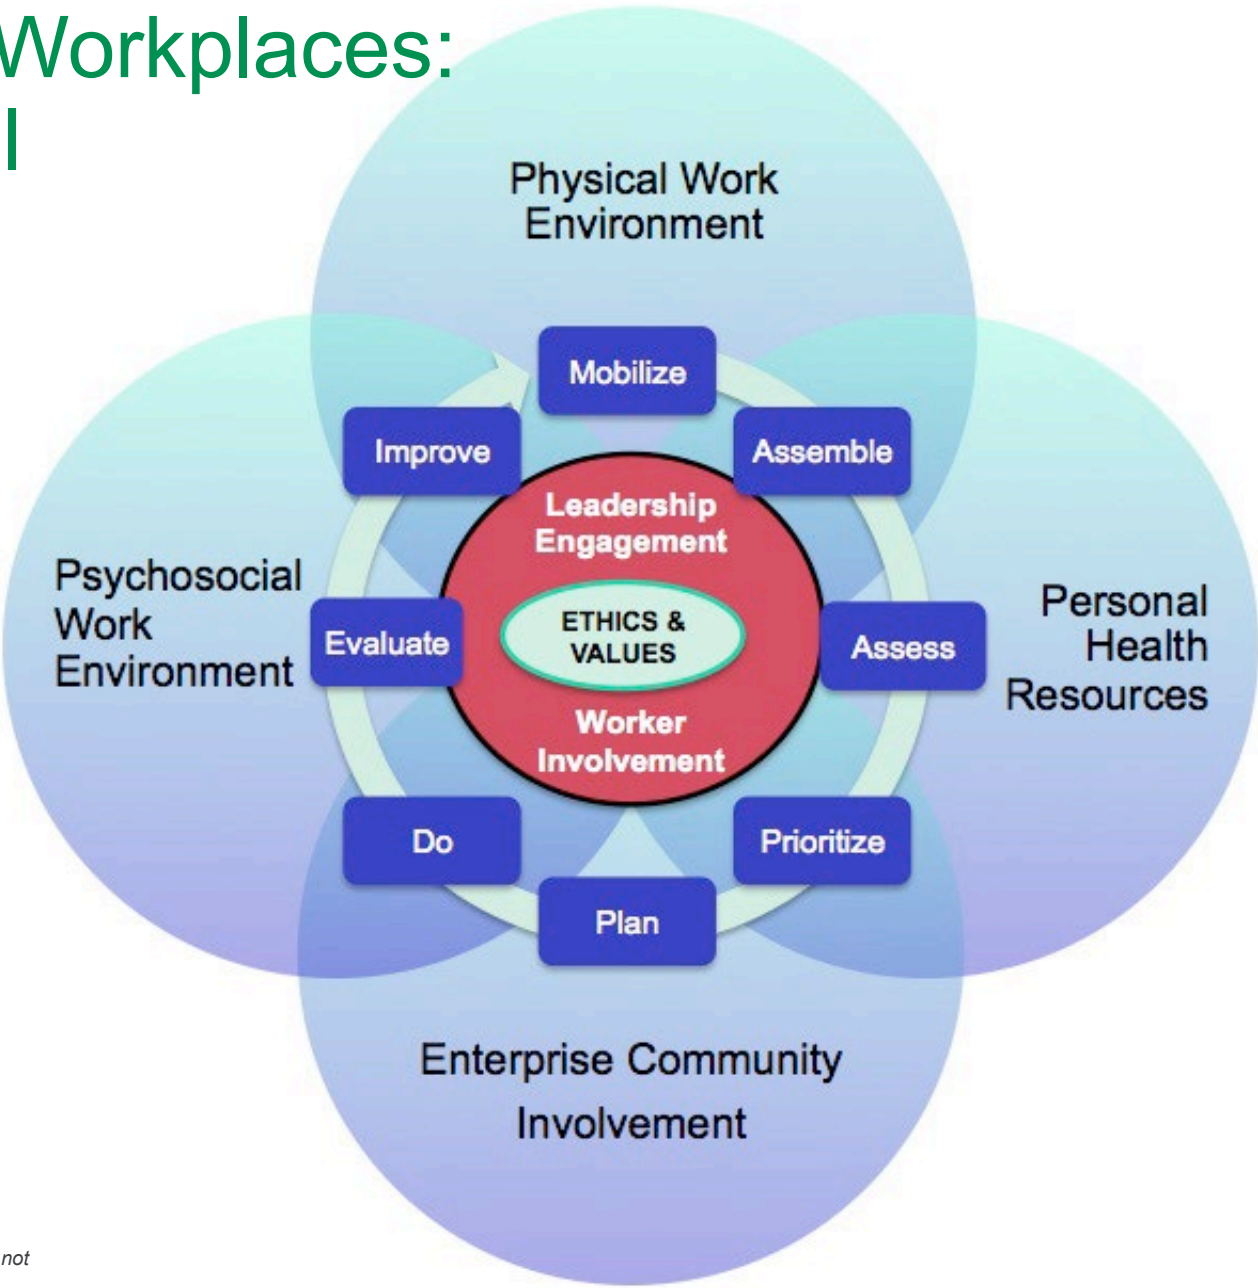 Workplaces:
l
Physical Work
Environment
Mobilize
Improve
Assemble
Leadership
Engagement
Psychosocial
Work
Environment
Evaluate
ETHICS &
VALUES
Assess
Personal
Health
Resources
Worker
Involvement
Do
Prioritize
Plan
Enterprise Community
Involvement
not